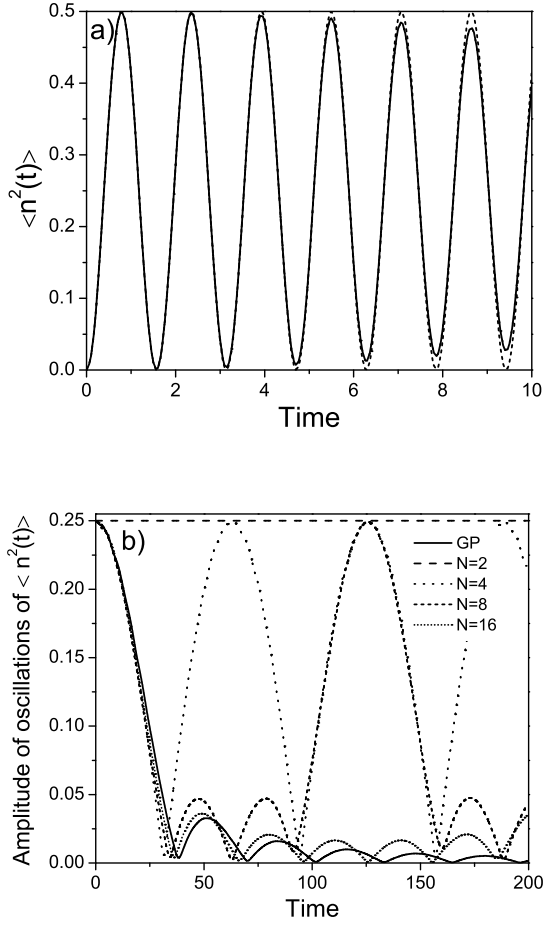 a)
<n²(t)>
0.5
0.4
0.3
0.2
0.1
0.0
0 2 4 6 8 10
Time
b)
Amplitude of oscillations of < n²(t)>
0.25
0.20
0.15
0.10
0.05
0.00
GP
N=2
N=4
N=8
N=16
0 50 100 150 200
Time